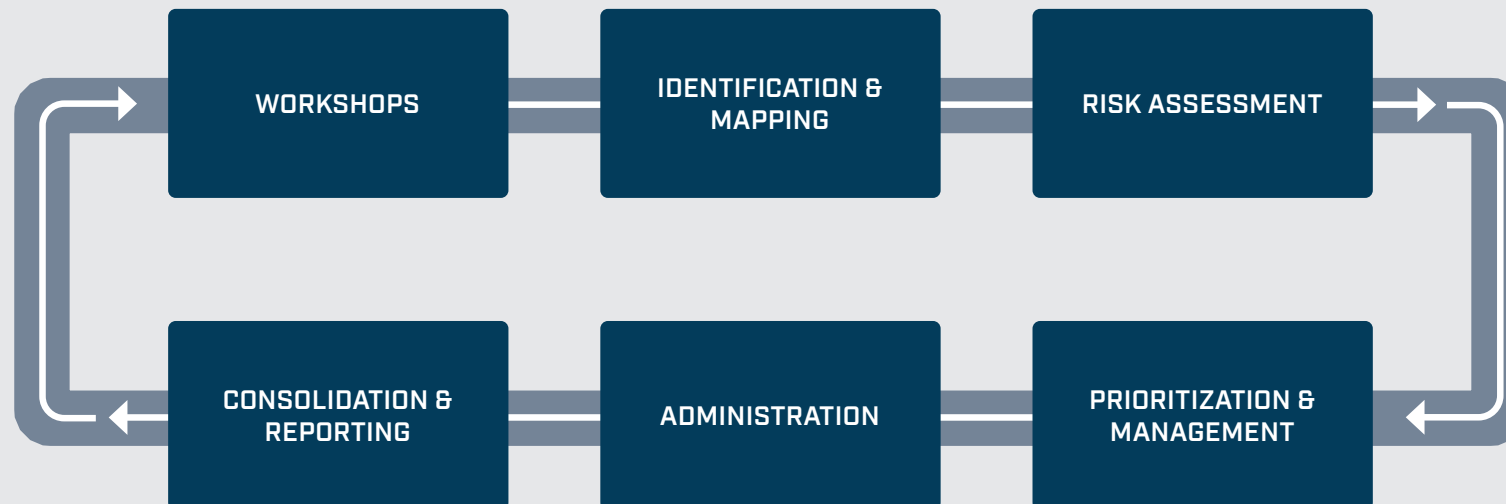 WORKSHOPS
IDENTIFICATION &
MAPPING
RISK ASSESSMENT
CONSOLIDATION &
REPORTING
ADMINISTRATION
PRIORITIZATION &
MANAGEMENT